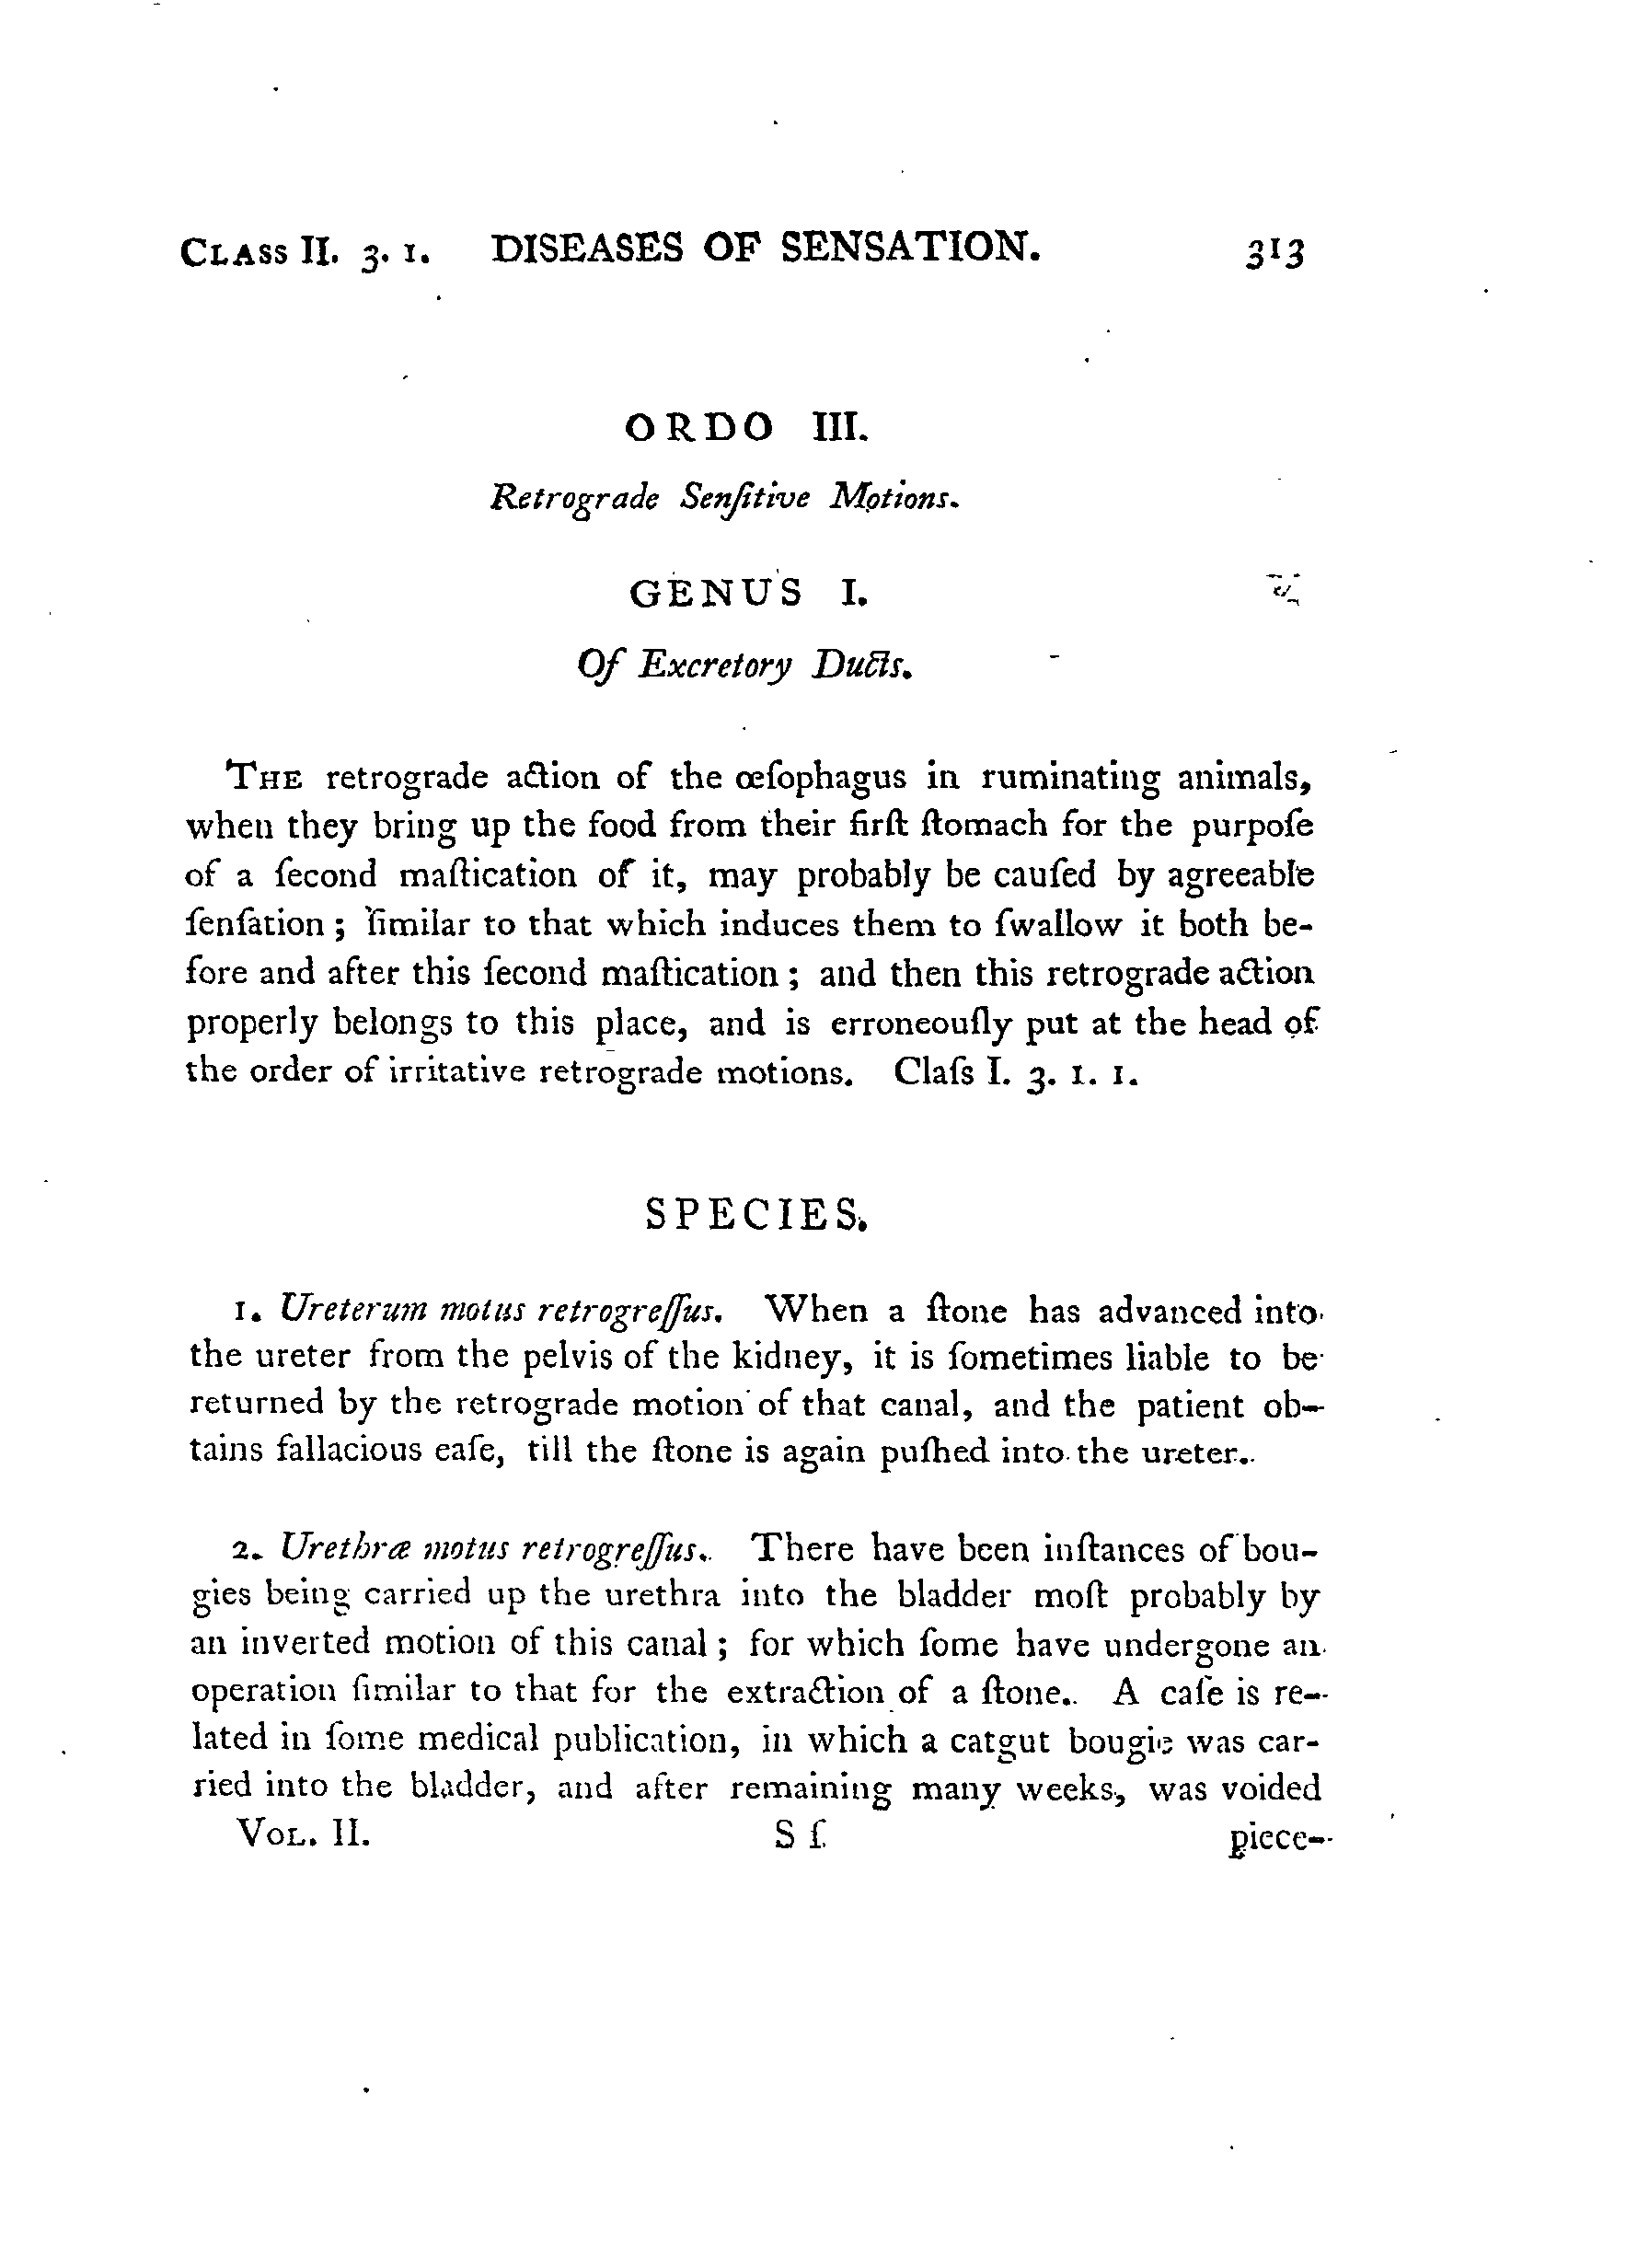 CLASS II. 3. 1. DISEASES OF SENSATION. 313
ORDO III.
Retrograde Senſitive Motions.
GENUS I.
Of Excretory Ducts.
THE retrograde action of the œſophagus in ruminating animals,
when they bring up the food from their firſt ſtomach for the purpoſe
of a ſecond maſtication of it, may probably be cauſed by agreeable
ſenſation; ſimilar to that which induces them to ſwallow it both be-
fore and after this ſecond maſtication; and then this retrograde action
properly belongs to this place, and is erroneouſly put at the head of
the order of irritative retrograde motions. Claſs I. 3. 1. 1.
SPECIES.
1. Ureterum motus retrogreſſus. When a ſtone has advanced into
the ureter from the pelvis of the kidney, it is ſometimes liable to be
returned by the retrograde motion of that canal, and the patient ob-
tains fallacious eaſe, till the ſtone is again puſhed into the ureter.
2. Urethræ motus retrogreſſus. There have been inſtances of bou-
gies being carried up the urethra into the bladder moſt probably by
an inverted motion of this canal; for which ſome have undergone an
operation ſimilar to that for the extraction of a ſtone. A caſe is re-
lated in ſome medical publication, in which a catgut bougie was car-
ried into the bladder, and after remaining many weeks, was voided
VOL. II. S ſ piece-